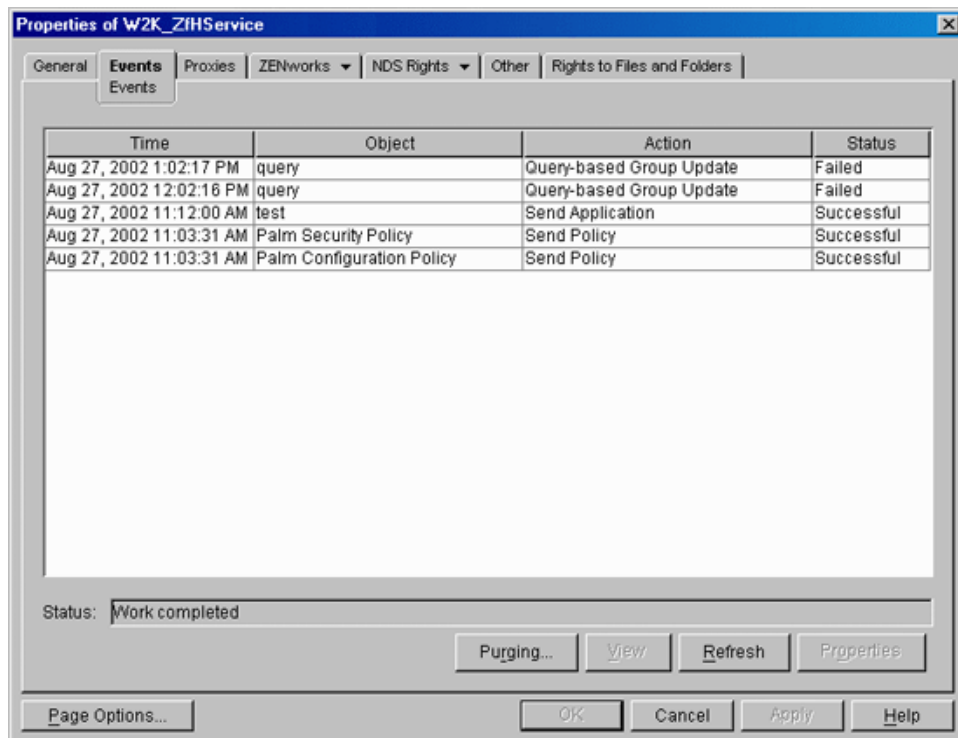 Properties of W2K_ZfHService
General Events Proxies ZENworks NDS Rights Other Rights to Files and Folders
Events
Time Object Action Status
Aug 27, 2002 1:02:17 PM query Query-based Group Update Failed
Aug 27, 2002 12:02:16 PM query Query-based Group Update Failed
Aug 27, 2002 11:12:00 AM test Send Application Successful
Aug 27, 2002 11:03:31 AM Palm Security Policy Send Policy Successful
Aug 27, 2002 11:03:31 AM Palm Configuration Policy Send Policy Successful
Status: Work completed
Purging... View Refresh Properties
Page Options... OK Cancel Apply Help